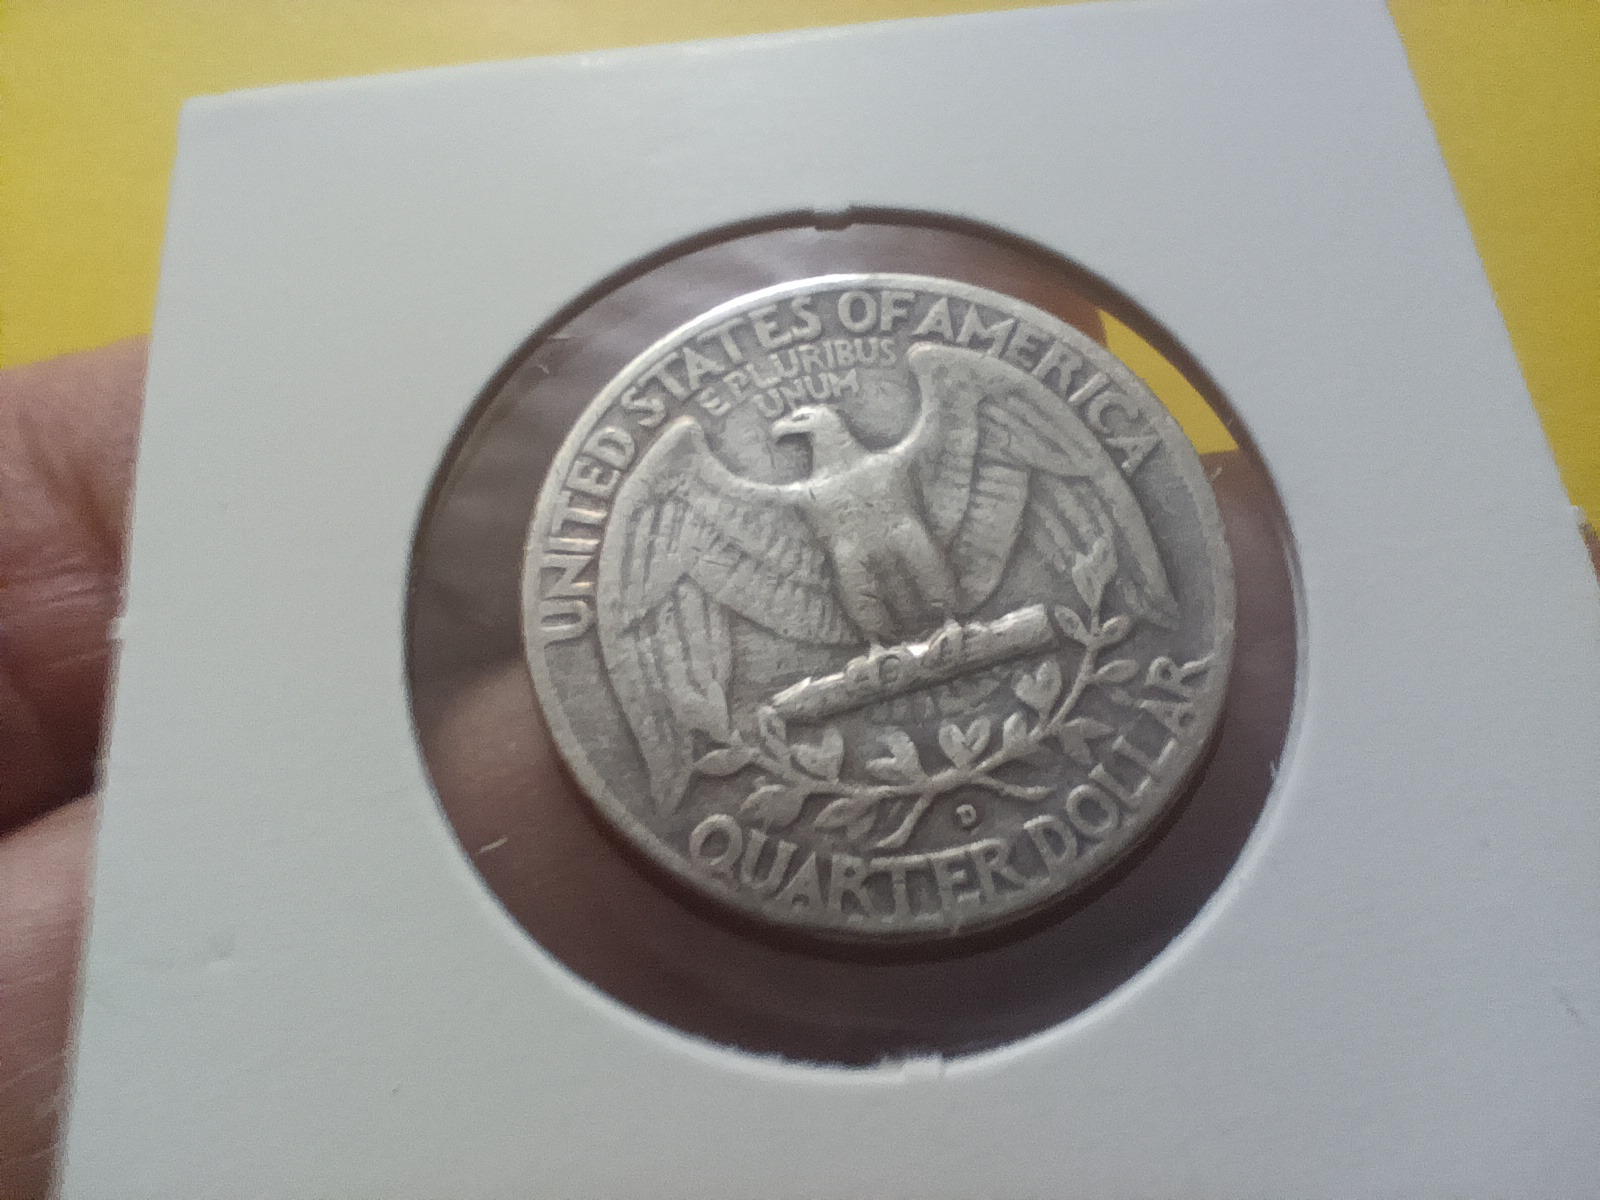 UNITED STATES OF AMERICA
E PLURIBUS
UNUM
D
QUARTER DOLLAR